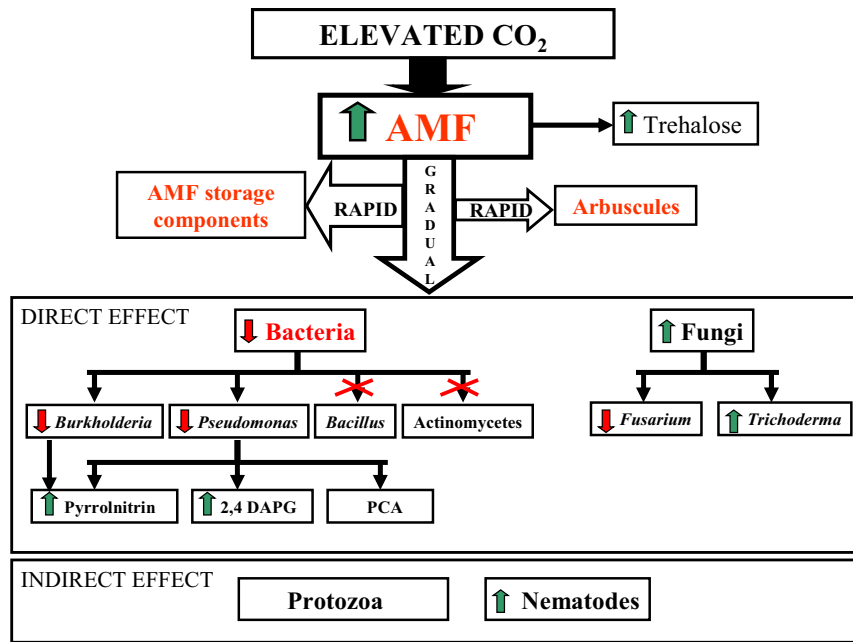 ELEVATED CO₂
AMF
Trehalose
AMF storage
components
RAPID
GRADUAL
RAPID
Arbuscules
DIRECT EFFECT
Bacteria
Fungi
Burkholderia
Pseudomonas
Bacillus
Actinomycetes
Fusarium
Trichoderma
Pyrrolnitrin
2,4 DAPG
PCA
INDIRECT EFFECT
Protozoa
Nematodes